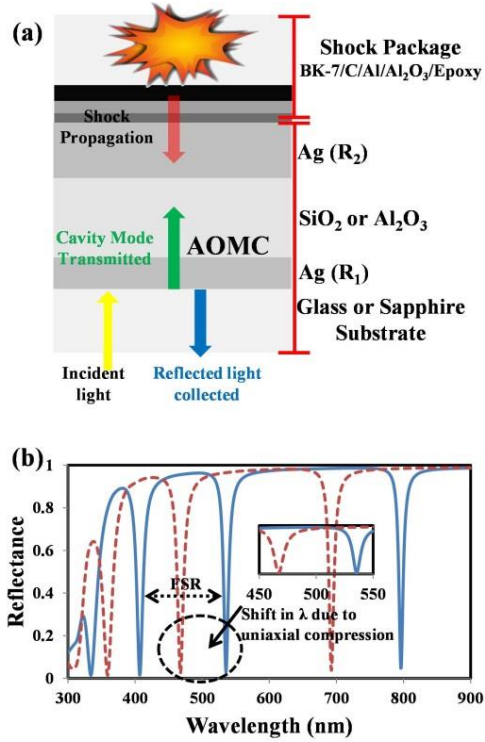 (a)
Shock Package
BK-7/C/Al/Al₂O₃/Epoxy
Shock
Propagation
Ag (R₂)
SiO₂ or Al₂O₃
Cavity Mode
Transmitted
AOMC
Ag (R₁)
Glass or Sapphire
Substrate
Incident
light
Reflected light
collected
(b)
Reflectance
1
0.8
0.6
0.4
0.2
0
FSR
450 500 550
Shift in λ due to
uniaxial compression
300 400 500 600 700 800 900
Wavelength (nm)